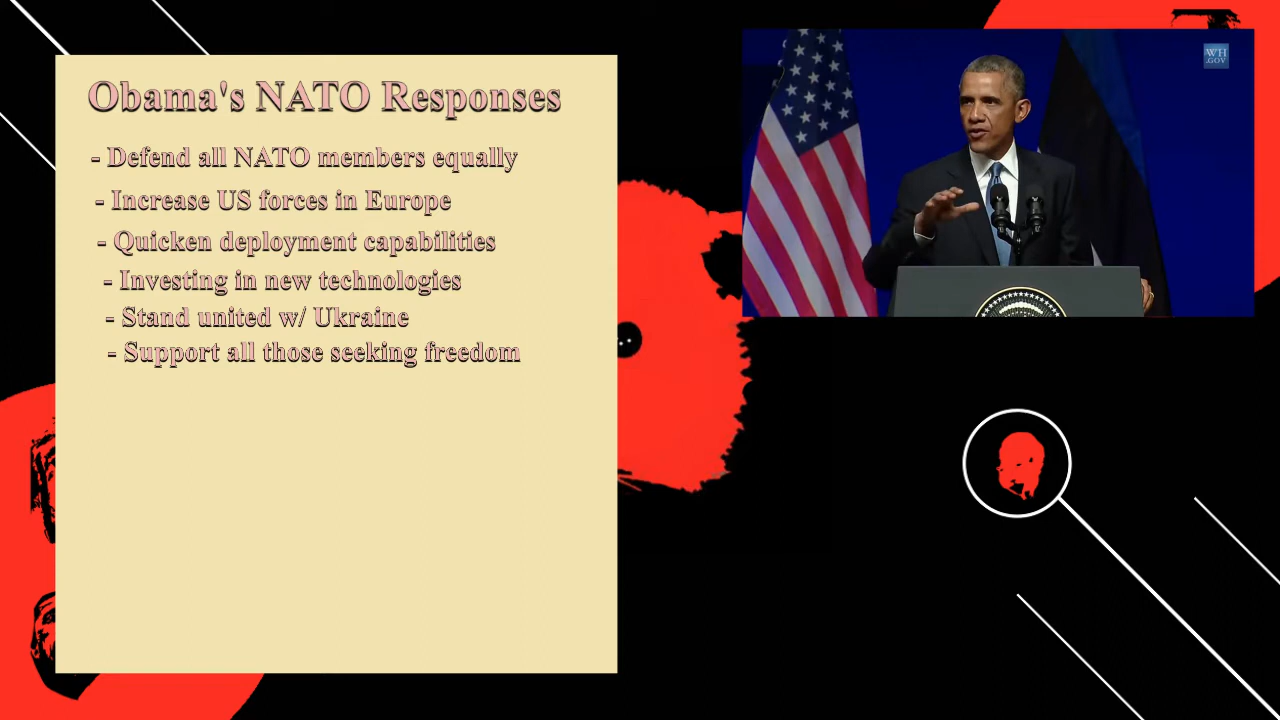 Obama's NATO Responses
- Defend all NATO members equally
- Increase US forces in Europe
- Quicken deployment capabilities
- Investing in new technologies
- Stand united w/ Ukraine
- Support all those seeking freedom
WH
.GOV